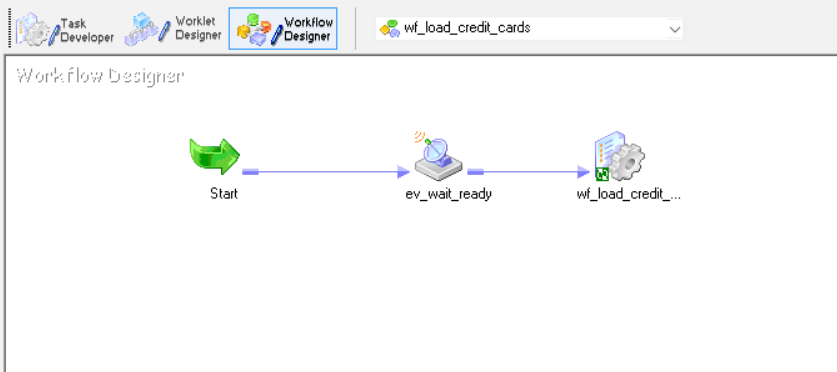 Task
Developer
Worklet
Designer
Workflow
Designer
wf_load_credit_cards
Workflow Designer
Start
ev_wait_ready
wf_load_credit_...